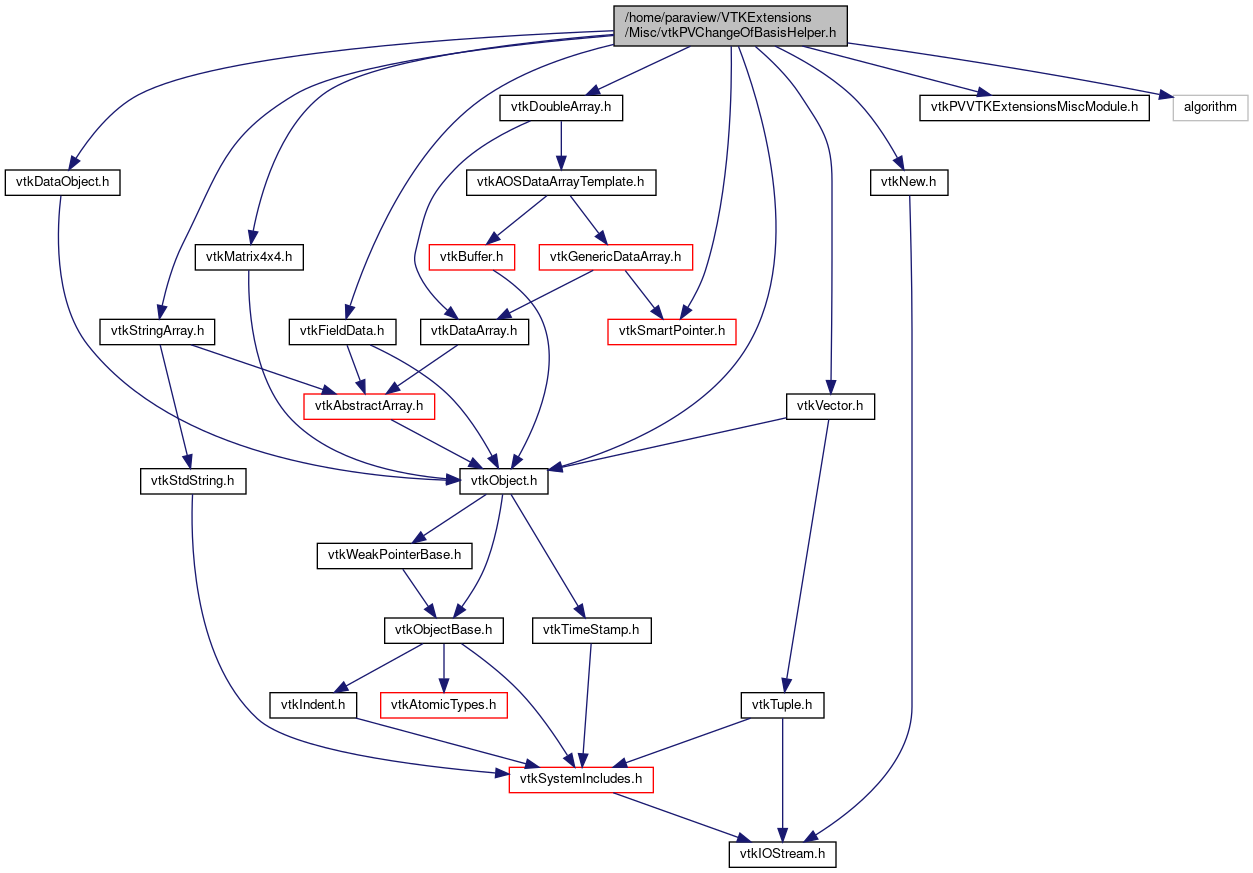 /home/paraview/VTKExtensions
/Misc/vtkPVChangeOfBasisHelper.h
vtkDoubleArray.h
vtkPVVTKExtensionsMiscModule.h
algorithm
vtkDataObject.h
vtkAOSDataArrayTemplate.h
vtkNew.h
vtkMatrix4x4.h
vtkBuffer.h
vtkGenericDataArray.h
vtkStringArray.h
vtkFieldData.h
vtkDataArray.h
vtkSmartPointer.h
vtkAbstractArray.h
vtkVector.h
vtkStdString.h
vtkObject.h
vtkWeakPointerBase.h
vtkObjectBase.h
vtkTimeStamp.h
vtkIndent.h
vtkAtomicTypes.h
vtkTuple.h
vtkSystemIncludes.h
vtkIOStream.h